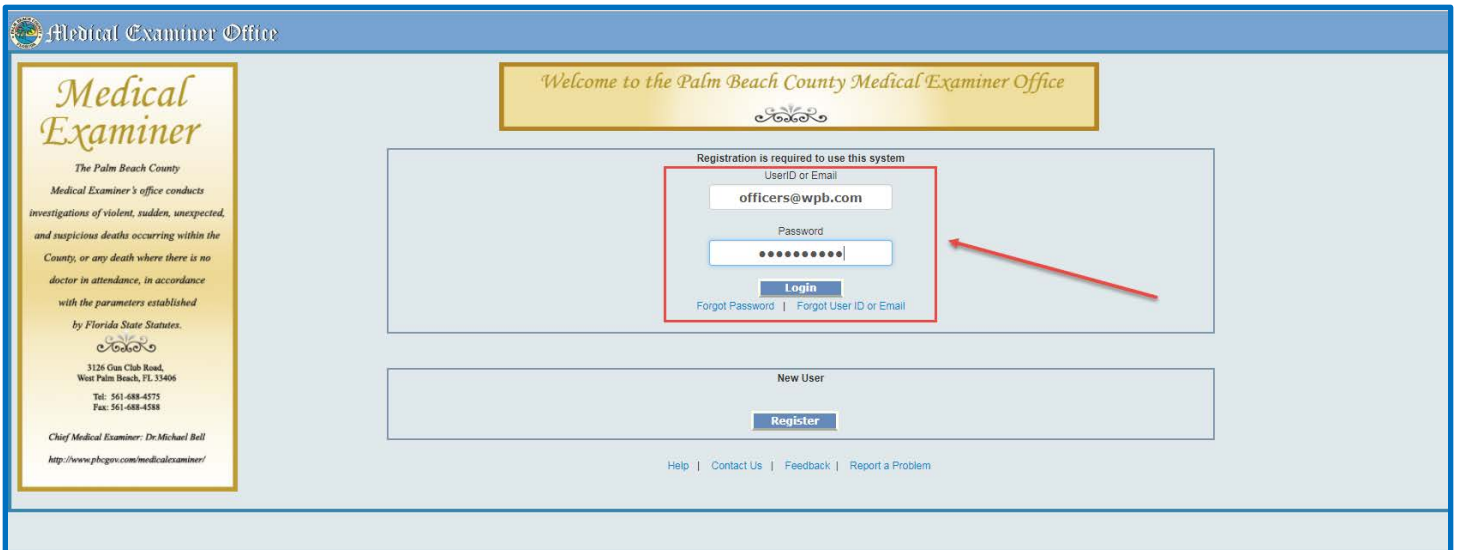 Medical Examiner Office
Medical
Examiner
The Palm Beach County
Medical Examiner's office conducts
investigations of violent, sudden, unexpected,
and suspicious deaths occurring within the
County, or any death where there is no
doctor in attendance, in accordance
with the parameters established
by Florida State Statutes.
3126 Gun Club Road,
West Palm Beach, FL 33406
Tel: 561-688-4575
Fax: 561-688-4588
Chief Medical Examiner: Dr.Michael Bell
http://www.pbcgov.com/medicalexaminer/
Welcome to the Palm Beach County Medical Examiner Office
Registration is required to use this system
UserID or Email
officers@wpb.com
Password
●●●●●●●●●●
Login
Forgot Password | Forgot User ID or Email
New User
Register
Help | Contact Us | Feedback | Report a Problem